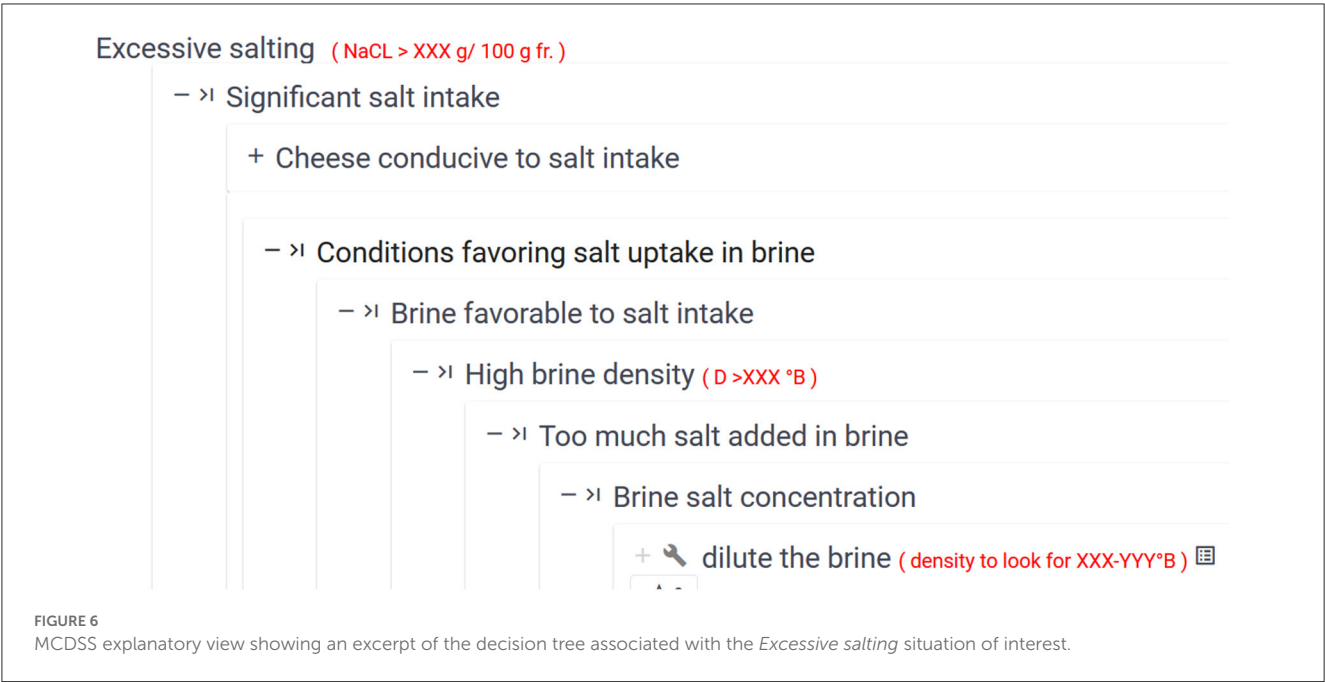 Excessive salting ( NaCL > XXX g/ 100 g fr. )
Significant salt intake
+ Cheese conducive to salt intake
Conditions favoring salt uptake in brine
Brine favorable to salt intake
High brine density ( D >XXX °B )
Too much salt added in brine
Brine salt concentration
+ dilute the brine ( density to look for XXX-YYY°B )
FIGURE 6
MCDSS explanatory view showing an excerpt of the decision tree associated with the Excessive salting situation of interest.